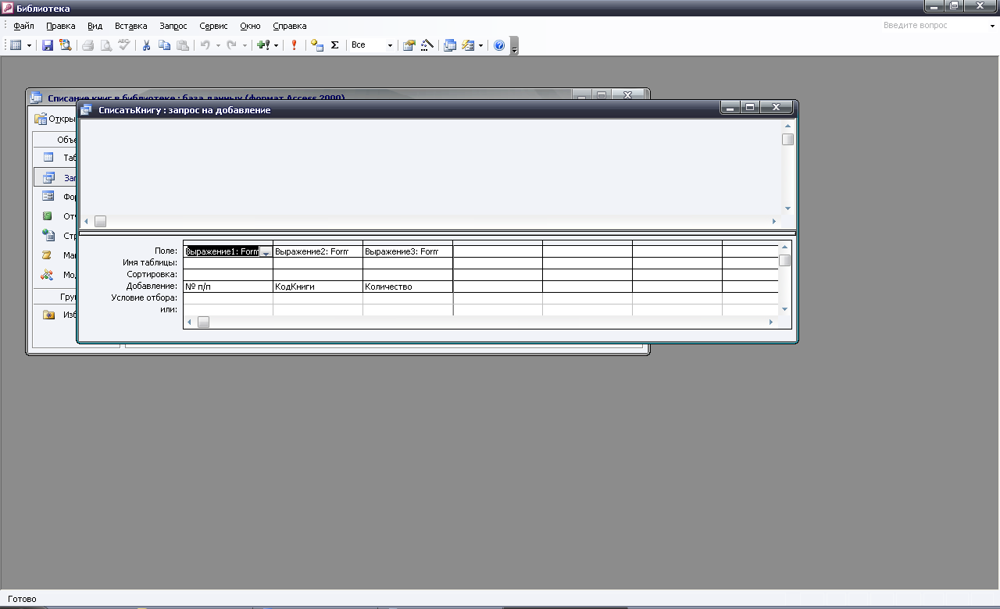 Библиотека
Файл Правка Вид Вставка Запрос Сервис Окно Справка Введите вопрос
Все
Списание книг в библиотеке : база данных (формат Access 2000)
СписатьКнигу : запрос на добавление
Откры
Объе
Таб
Зап
Фор
Отч
Стр
Мак
Мод
Груп
Изб
Поле: Выражение1: Form Выражение2: Form Выражение3: Form
Имя таблицы:
Сортировка:
Добавление: № п/п КодКниги Количество
Условие отбора:
или:
Готово